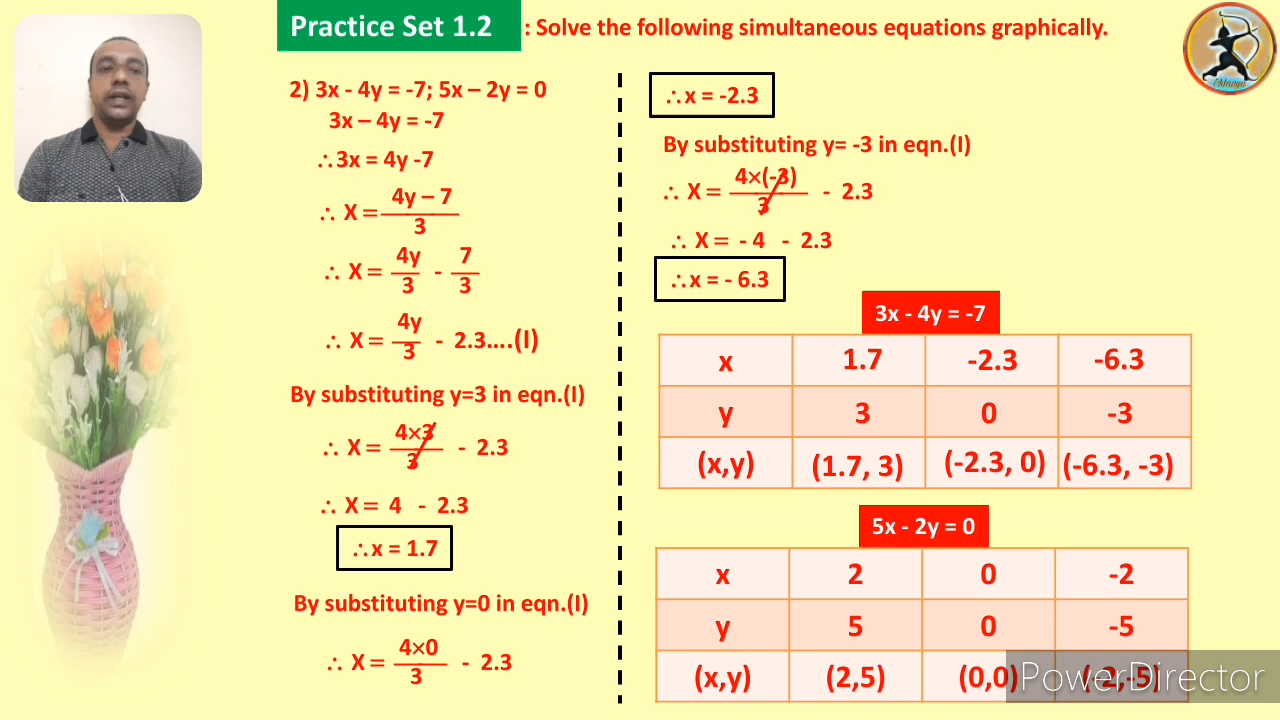 Practice Set 1.2 : Solve the following simultaneous equations graphically.
2) 3x - 4y = -7; 5x – 2y = 0
3x – 4y = -7
∴3x = 4y -7
∴ X = 4y – 7 / 3
∴ X = 4y / 3 - 7 / 3
∴ X = 4y / 3 - 2.3....(I)
By substituting y=3 in eqn.(I)
∴ X = 4×3 / 3 - 2.3
∴ X = 4 - 2.3
∴x = 1.7
By substituting y=0 in eqn.(I)
∴ X = 4×0 / 3 - 2.3
∴x = -2.3
By substituting y= -3 in eqn.(I)
∴ X = 4×(-3) / 3 - 2.3
∴ X = - 4 - 2.3
∴x = - 6.3
3x - 4y = -7
x 1.7 -2.3 -6.3
y 3 0 -3
(x,y) (1.7, 3) (-2.3, 0) (-6.3, -3)
5x - 2y = 0
x 2 0 -2
y 5 0 -5
(x,y) (2,5) (0,0) (-2,-5)
PowerDirector
Eklavya